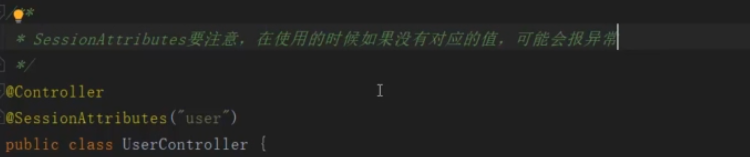 /**
* SessionAttributes要注意，在使用的时候如果没有对应的值，可能会报异常
*/
@Controller
@SessionAttributes("user")
public class UserController {